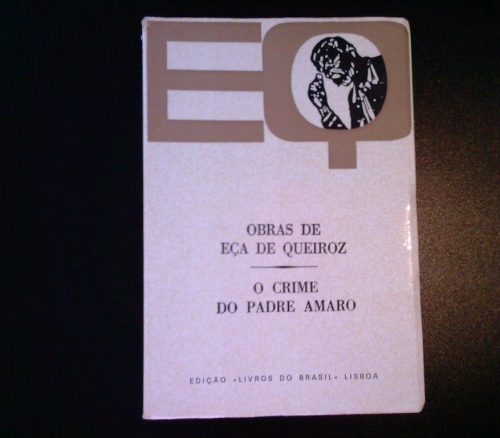 EQ
OBRAS DE
EÇA DE QUEIROZ
O CRIME
DO PADRE AMARO
EDIÇÃO «LIVROS DO BRASIL» LISBOA